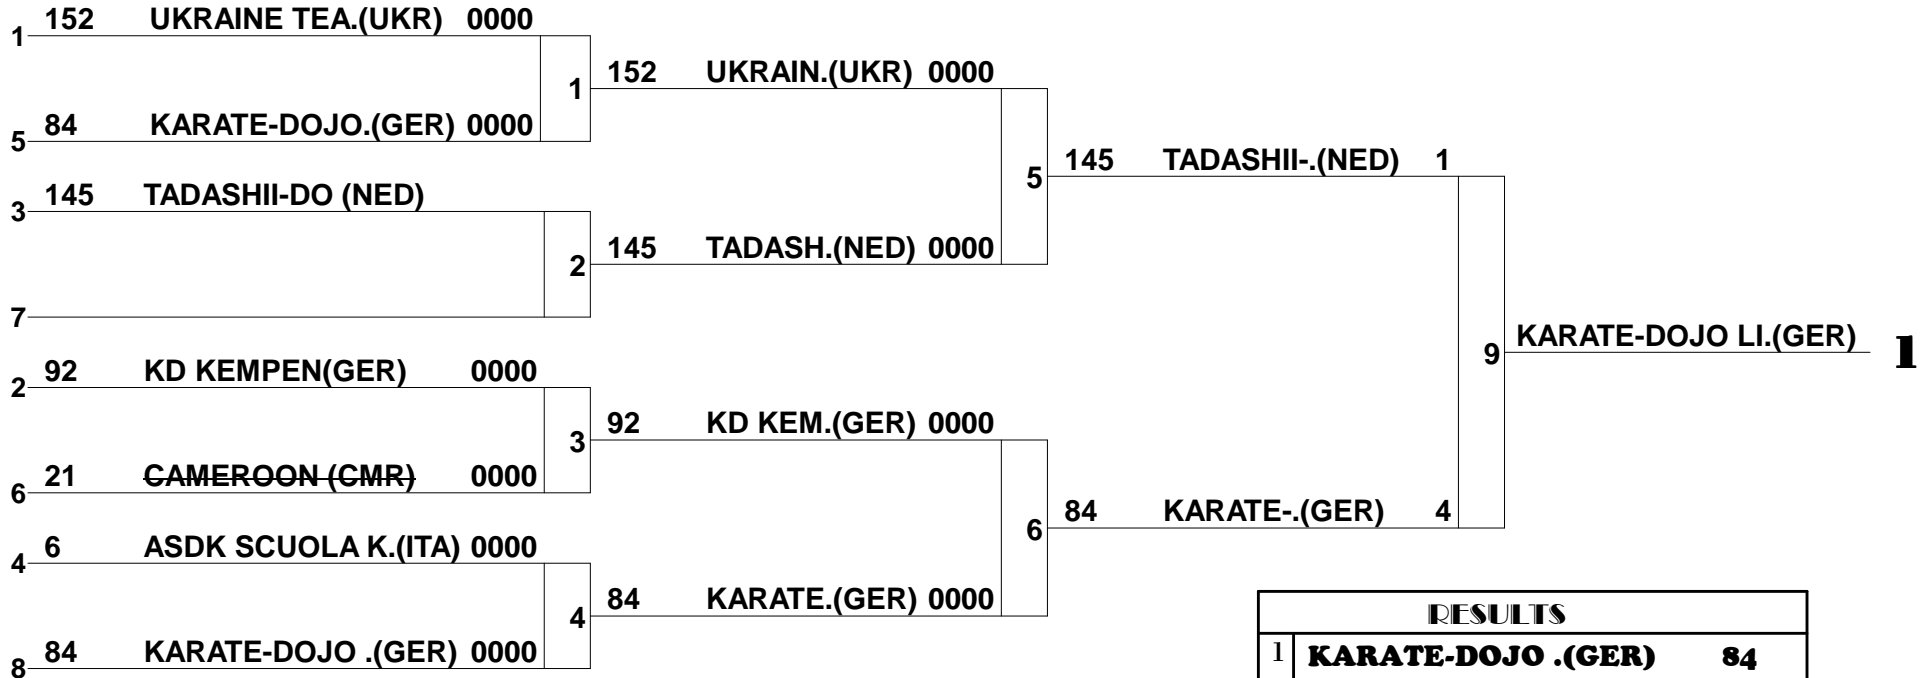 152 UKRAINE TEA.(UKR) 0000
1
152 UKRAIN.(UKR) 0000
1
84 KARATE-DOJO.(GER) 0000
5
145 TADASHII-.(NED) 1
5
145 TADASHII-DO (NED)
3
145 TADASH.(NED) 0000
2
7
KARATE-DOJO LI.(GER) 1
9
92 KD KEMPEN(GER) 0000
2
92 KD KEM.(GER) 0000
3
21 CAMEROON (CMR) 0000
6
84 KARATE-.(GER) 4
6
6 ASDK SCUOLA K.(ITA) 0000
4
84 KARATE.(GER) 0000
4
84 KARATE-DOJO .(GER) 0000
8
RESULTS
1 KARATE-DOJO .(GER) 84